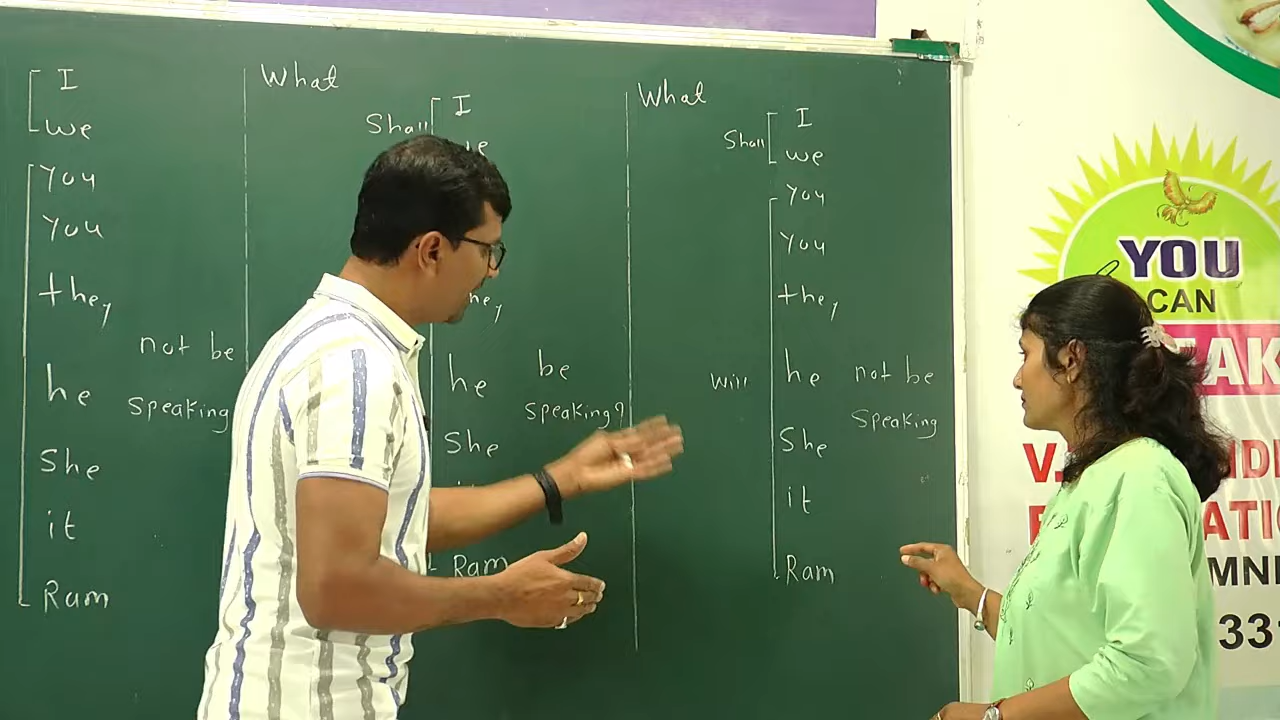 I
we
You
You
they
he
She
it
Ram
not be
Speaking
What
Shall
I
he
She
Ram
be
Speaking?
What
Shall
I
we
You
You
they
Will
he
She
it
Ram
not be
Speaking
YOU
CAN